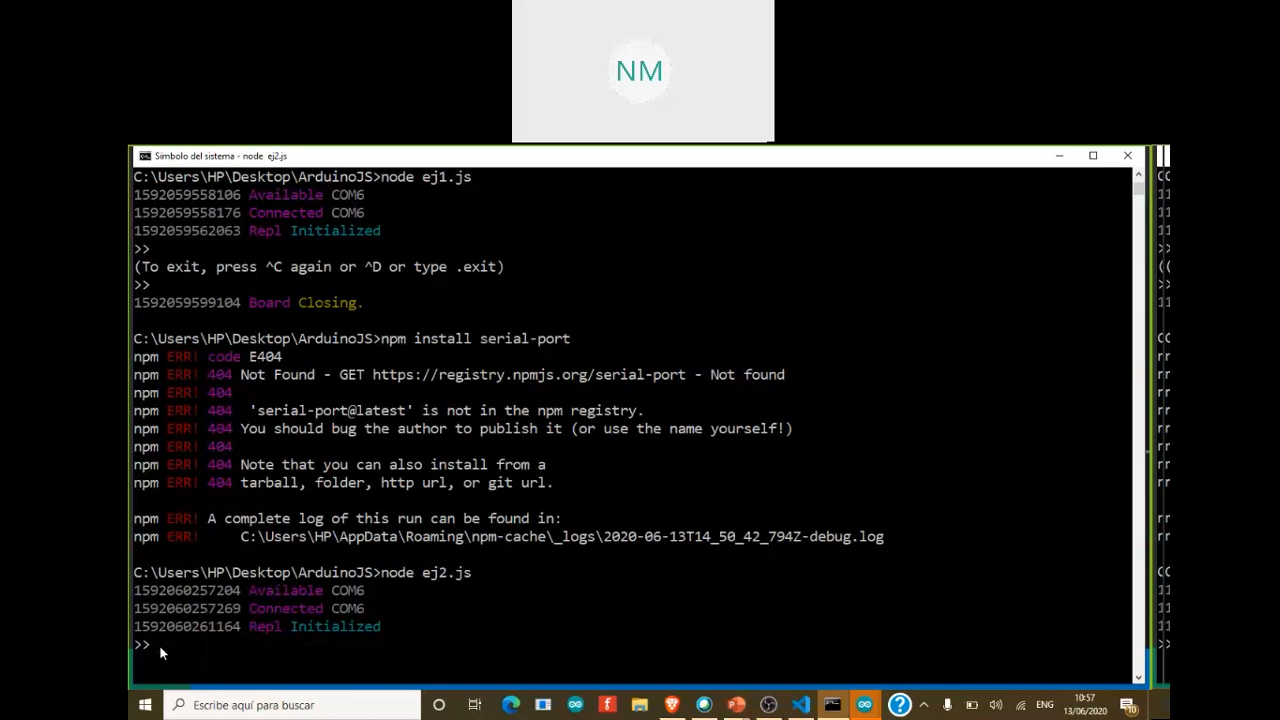 NM
Símbolo del sistema - node ej2.js
C:\Users\HP\Desktop\ArduinoJS>node ej1.js
1592059558106 Available COM6
1592059558176 Connected COM6
1592059562063 Repl Initialized
>>
(To exit, press ^C again or ^D or type .exit)
>>
1592059599104 Board Closing.
C:\Users\HP\Desktop\ArduinoJS>npm install serial-port
npm ERR! code E404
npm ERR! 404 Not Found - GET https://registry.npmjs.org/serial-port - Not found
npm ERR! 404
npm ERR! 404  'serial-port@latest' is not in the npm registry.
npm ERR! 404 You should bug the author to publish it (or use the name yourself!)
npm ERR! 404
npm ERR! 404 Note that you can also install from a
npm ERR! 404 tarball, folder, http url, or git url.
npm ERR! A complete log of this run can be found in:
npm ERR!     C:\Users\HP\AppData\Roaming\npm-cache\_logs\2020-06-13T14_50_42_794Z-debug.log
C:\Users\HP\Desktop\ArduinoJS>node ej2.js
1592060257204 Available COM6
1592060257269 Connected COM6
1592060261164 Repl Initialized
>>
Escribe aquí para buscar
ENG
10:57
13/06/2020
10